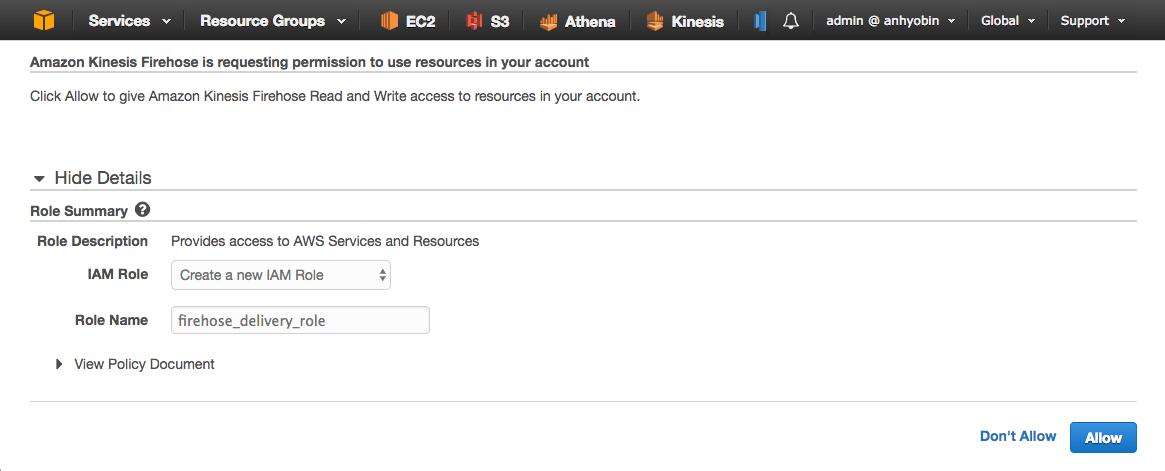 Services Resource Groups EC2 S3 Athena Kinesis admin @ anhyobin Global Support
Amazon Kinesis Firehose is requesting permission to use resources in your account
Click Allow to give Amazon Kinesis Firehose Read and Write access to resources in your account.
Hide Details
Role Summary ?
Role Description Provides access to AWS Services and Resources
IAM Role Create a new IAM Role
Role Name firehose_delivery_role
View Policy Document
Don't Allow Allow